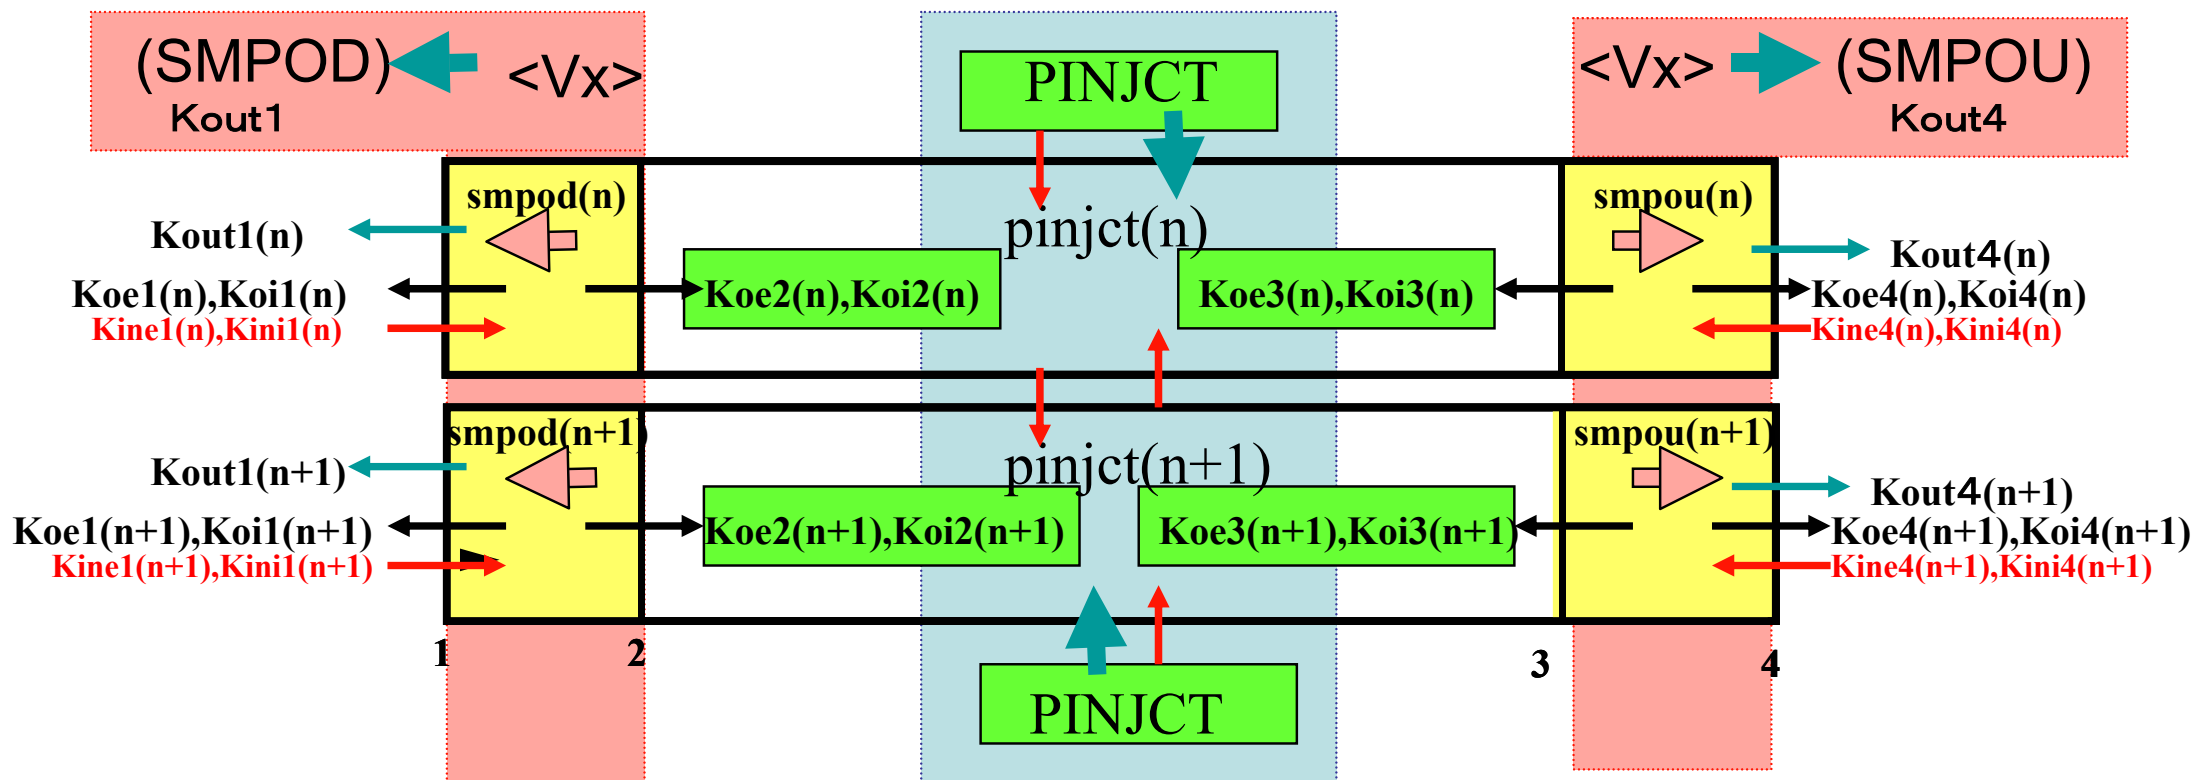 (SMPOD) <Vx>
Kout1
PINJCT
<Vx> (SMPOU)
Kout4
smpod(n)
pinjct(n)
smpou(n)
Kout1(n)
Kout4(n)
Koe1(n),Koi1(n)
Koe2(n),Koi2(n)
Koe3(n),Koi3(n)
Koe4(n),Koi4(n)
Kine1(n),Kini1(n)
Kine4(n),Kini4(n)
smpod(n+1)
pinjct(n+1)
smpou(n+1)
Kout1(n+1)
Kout4(n+1)
Koe1(n+1),Koi1(n+1)
Koe2(n+1),Koi2(n+1)
Koe3(n+1),Koi3(n+1)
Koe4(n+1),Koi4(n+1)
Kine1(n+1),Kini1(n+1)
Kine4(n+1),Kini4(n+1)
1 2 3 4
PINJCT